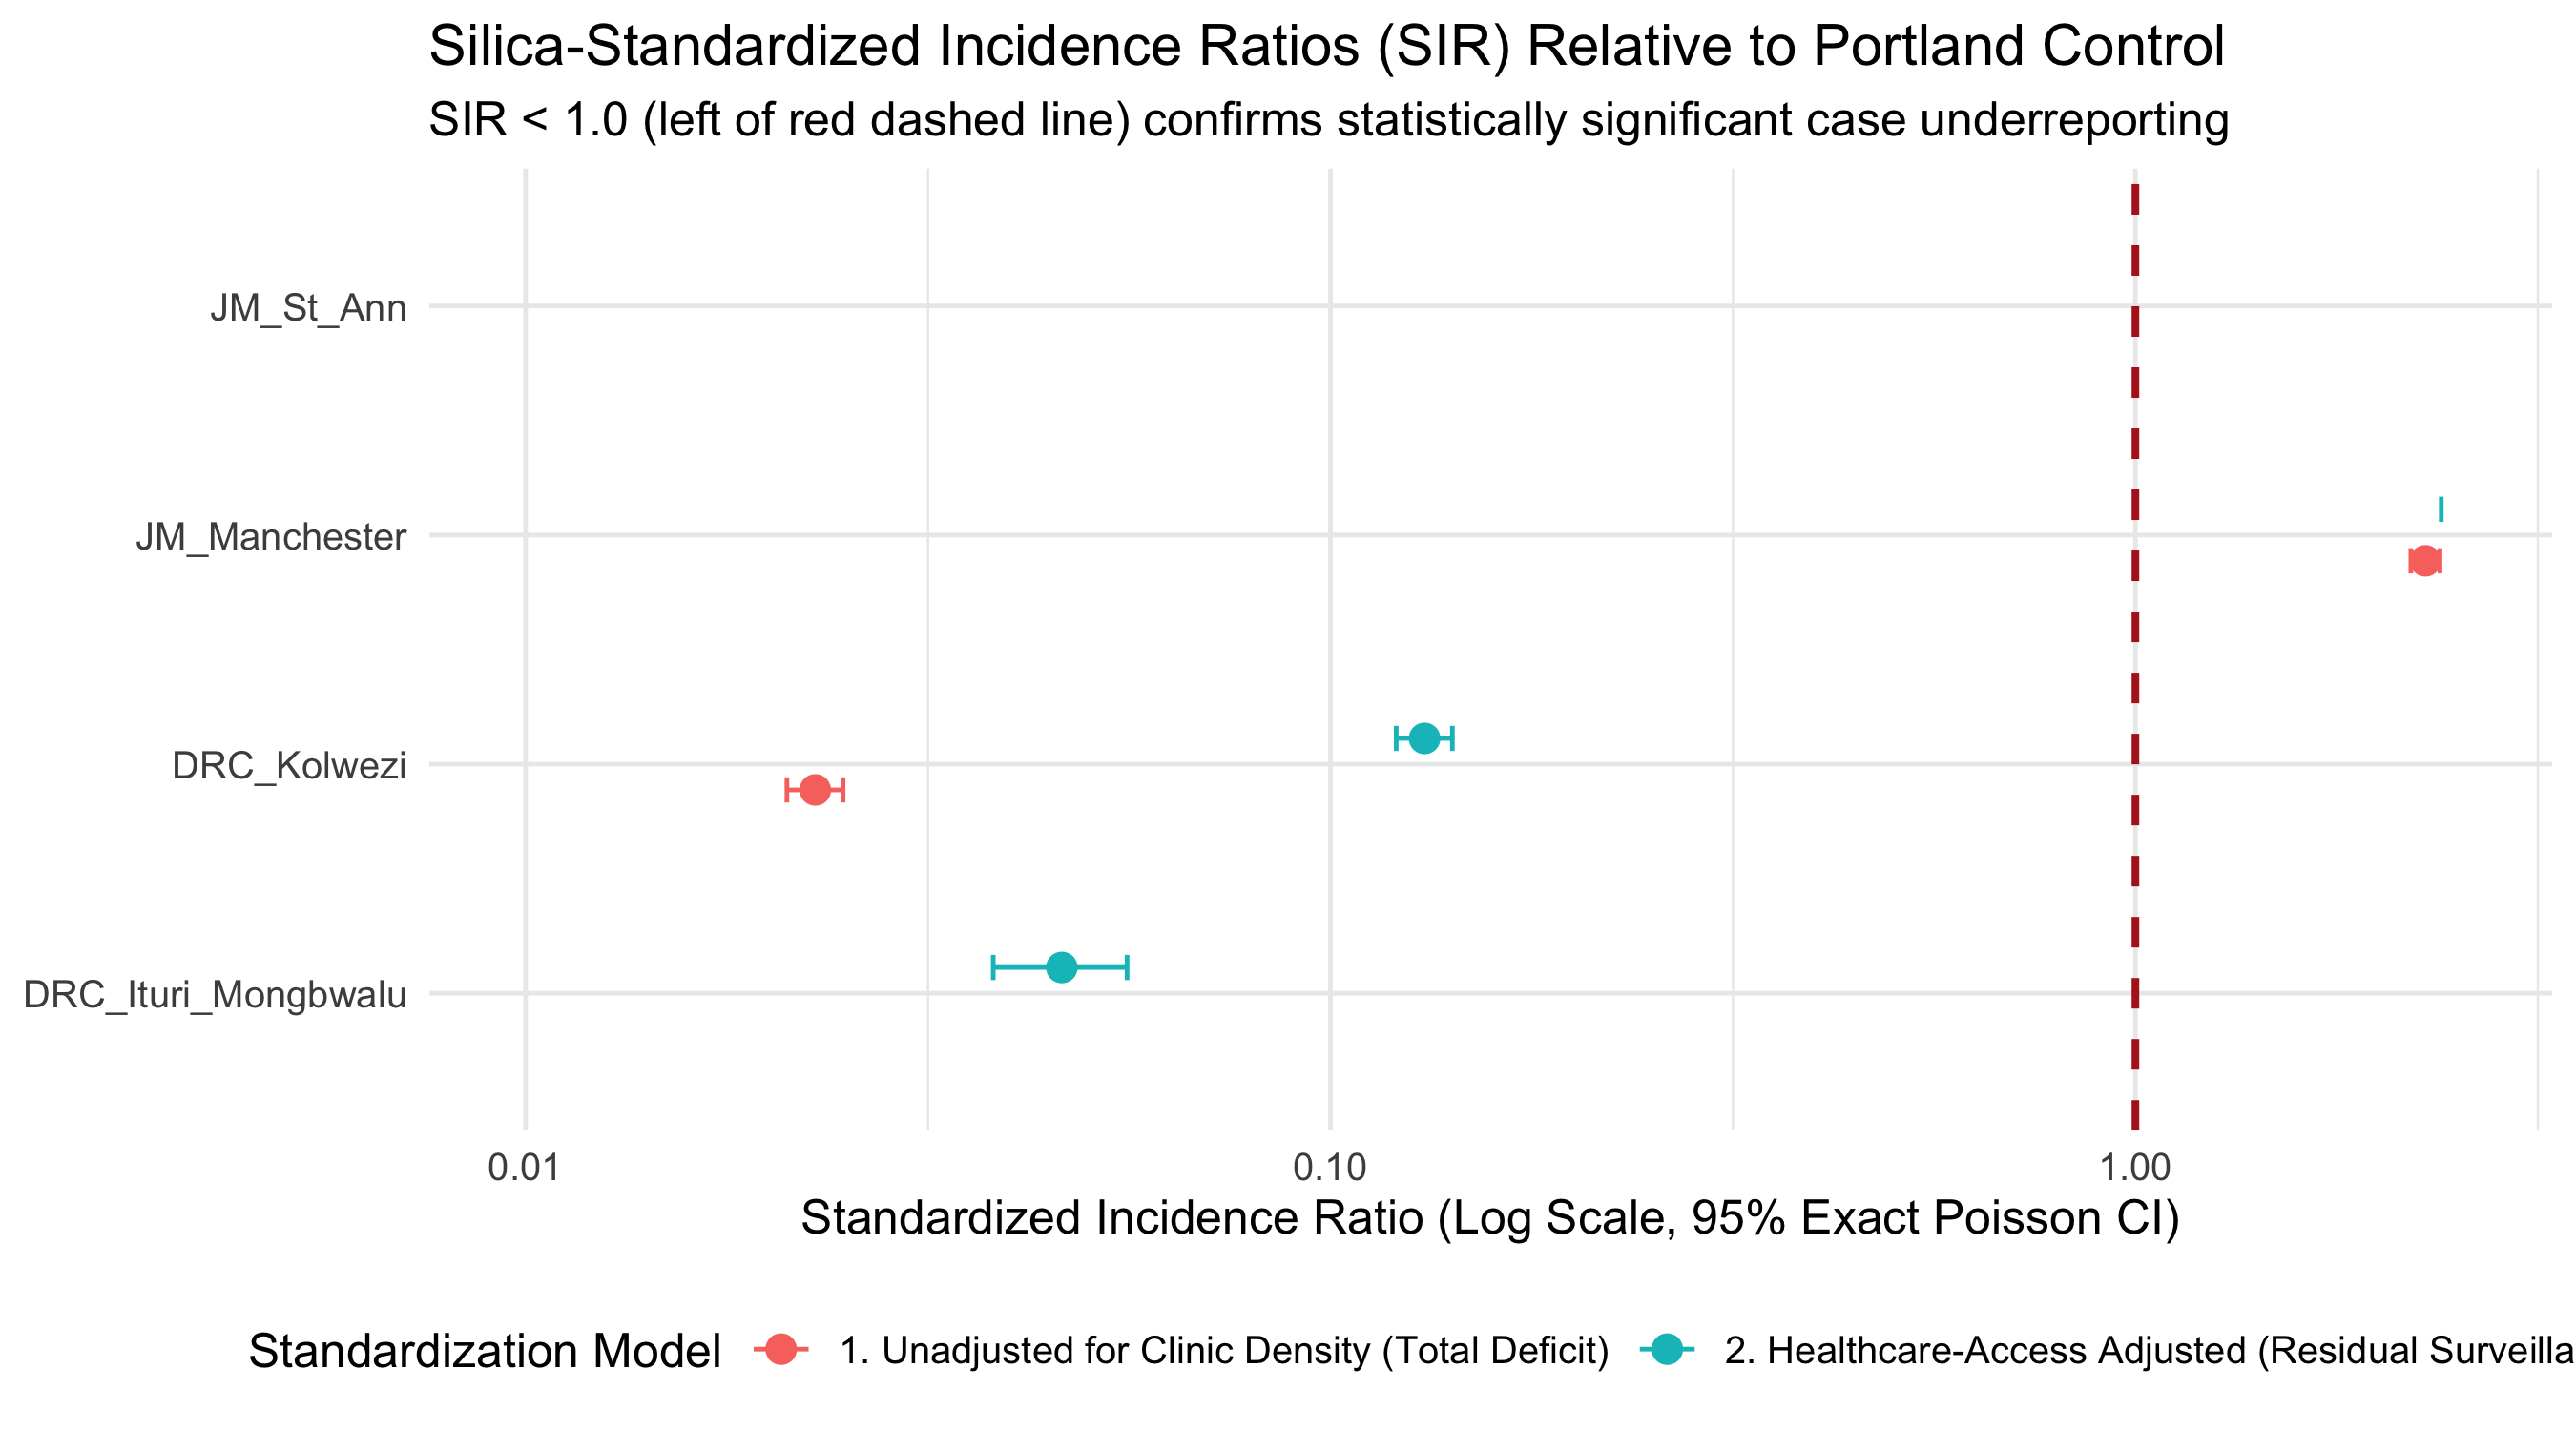 Silica-Standardized Incidence Ratios (SIR) Relative to Portland Control
SIR < 1.0 (left of red dashed line) confirms statistically significant case underreporting
JM_St_Ann
JM_Manchester
DRC_Kolwezi
DRC_Ituri_Mongbwalu
0.01 0.10 1.00
Standardized Incidence Ratio (Log Scale, 95% Exact Poisson CI)
Standardization Model 1. Unadjusted for Clinic Density (Total Deficit) 2. Healthcare-Access Adjusted (Residual Surveilla